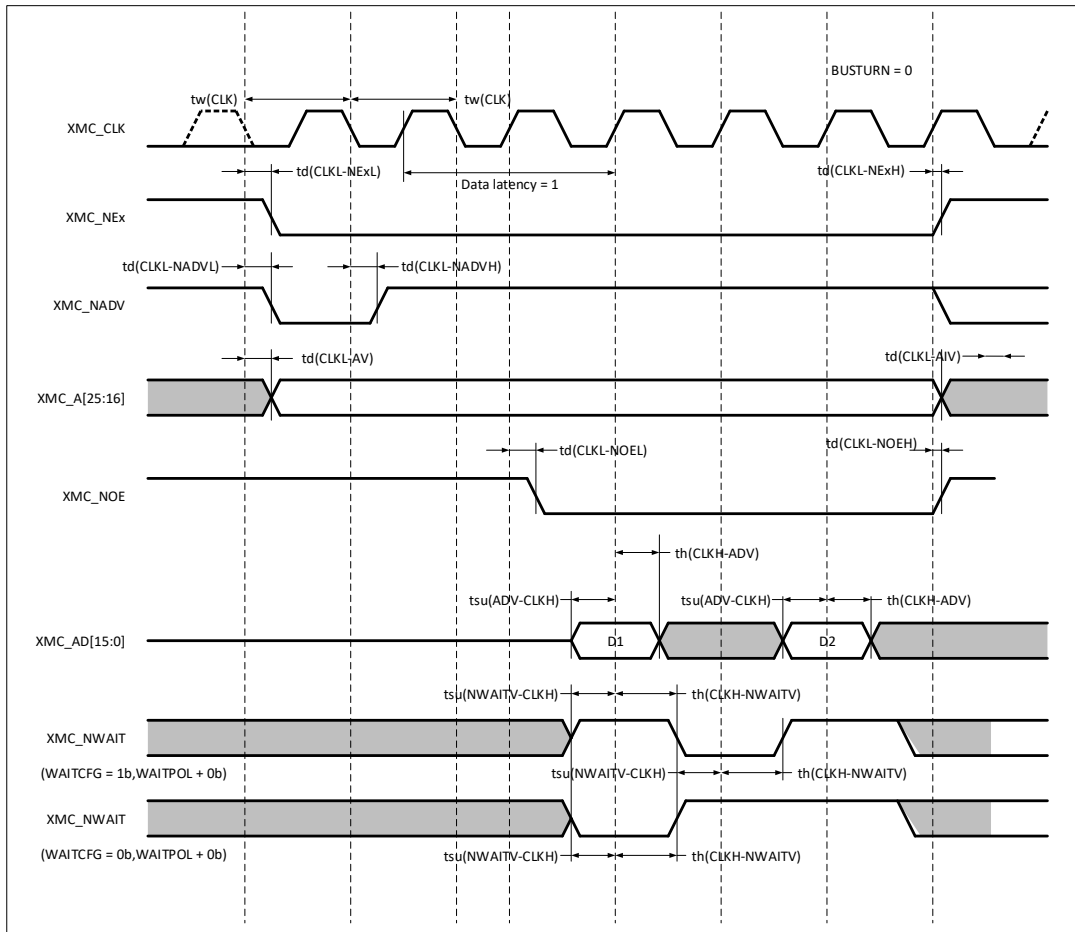 BUSTURN = 0
tw(CLK)
tw(CLK)
XMC_CLK
td(CLKL-NExL)
Data latency = 1
td(CLKL-NExH)
XMC_NEx
td(CLKL-NADVL)
td(CLKL-NADVH)
XMC_NADV
td(CLKL-AV)
td(CLKL-AIV)
XMC_A[25:16]
td(CLKL-NOEL)
td(CLKL-NOEH)
XMC_NOE
th(CLKH-ADV)
tsu(ADV-CLKH)
tsu(ADV-CLKH)
th(CLKH-ADV)
XMC_AD[15:0]
D1
D2
tsu(NWAITV-CLKH)
th(CLKH-NWAITV)
XMC_NWAIT
(WAITCFG = 1b,WAITPOL + 0b)
tsu(NWAITV-CLKH)
th(CLKH-NWAITV)
XMC_NWAIT
(WAITCFG = 0b,WAITPOL + 0b)
tsu(NWAITV-CLKH)
th(CLKH-NWAITV)